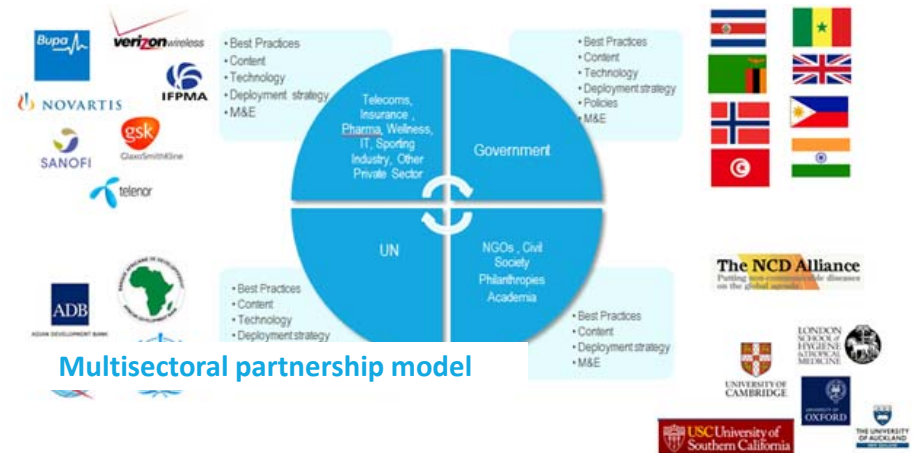 Bupa
verizonwireless
NOVARTIS
IFPMA
SANOFI
gsk
GlaxoSmithKline
telenor
• Best Practices
• Content
• Technology
• Deployment strategy
• M&E
Telecoms,
Insurance ,
Pharma, Wellness,
IT, Sporting
Industry, Other
Private Sector
Government
• Best Practices
• Content
• Technology
• Deployment strategy
• Policies
• M&E
UN
NGOs , Civil
Society
Philanthropies
Academia
ADB
ASIAN DEVELOPMENT BANK
• Best Practices
• Content
• Technology
• Deployment strategy
Multisectoral partnership model
• Best Practices
• Content
• Deployment strategy
• M&E
The NCD Alliance
Putting non-communicable diseases
on the global agenda
LONDON
SCHOOL of
HYGIENE
& TROPICAL
MEDICINE
UNIVERSITY OF
CAMBRIDGE
UNIVERSITY OF
OXFORD
USC University of
Southern California
THE UNIVERSITY
OF AUCKLAND
NEW ZEALAND